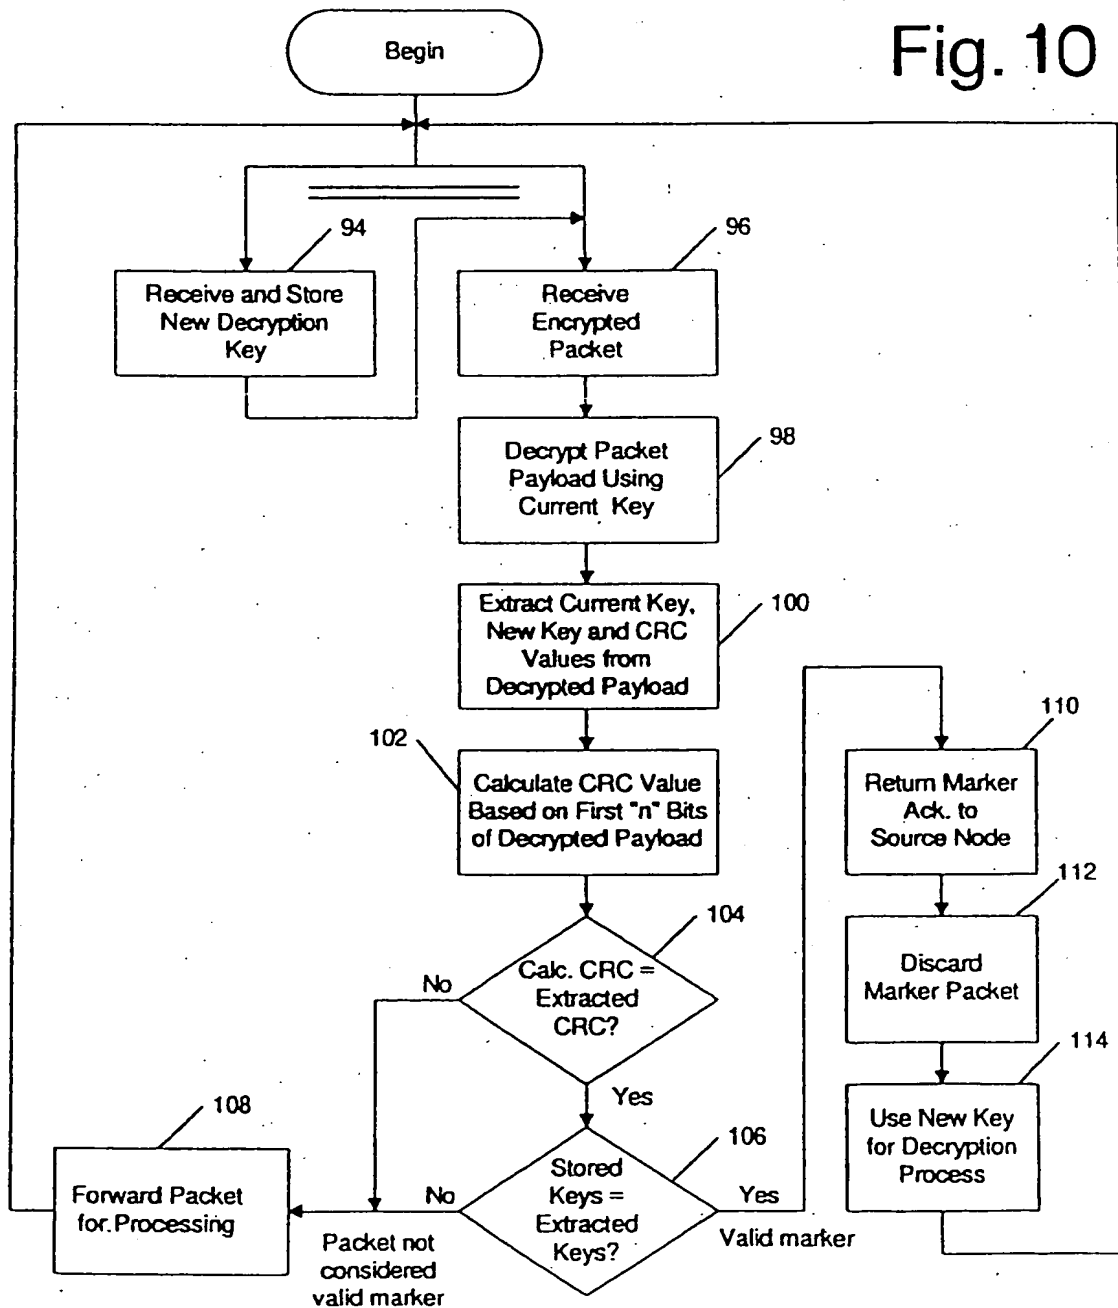 Fig. 10
Begin
94
96
Receive and Store
New Decryption
Key
Receive
Encrypted
Packet
98
Decrypt Packet
Payload Using
Current Key
100
Extract Current Key,
New Key and CRC
Values from
Decrypted Payload
102
Calculate CRC Value
Based on First "n" Bits
of Decrypted Payload
110
Return Marker
Ack. to
Source Node
104
No
Calc. CRC =
Extracted
CRC?
Yes
112
Discard
Marker Packet
114
Use New Key
for Decryption
Process
108
Forward Packet
for Processing
106
No
Stored
Keys =
Extracted
Keys?
Yes
Valid marker
Packet not
considered
valid marker